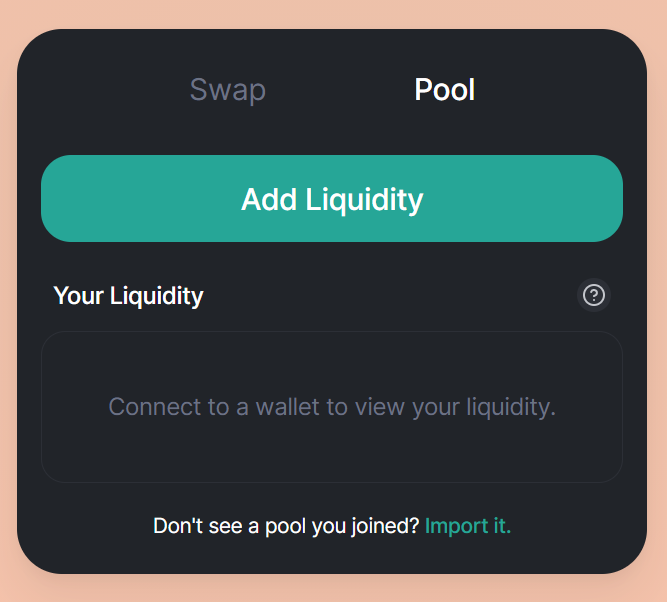 Swap Pool
Add Liquidity
Your Liquidity ?
Connect to a wallet to view your liquidity.
Don't see a pool you joined? Import it.